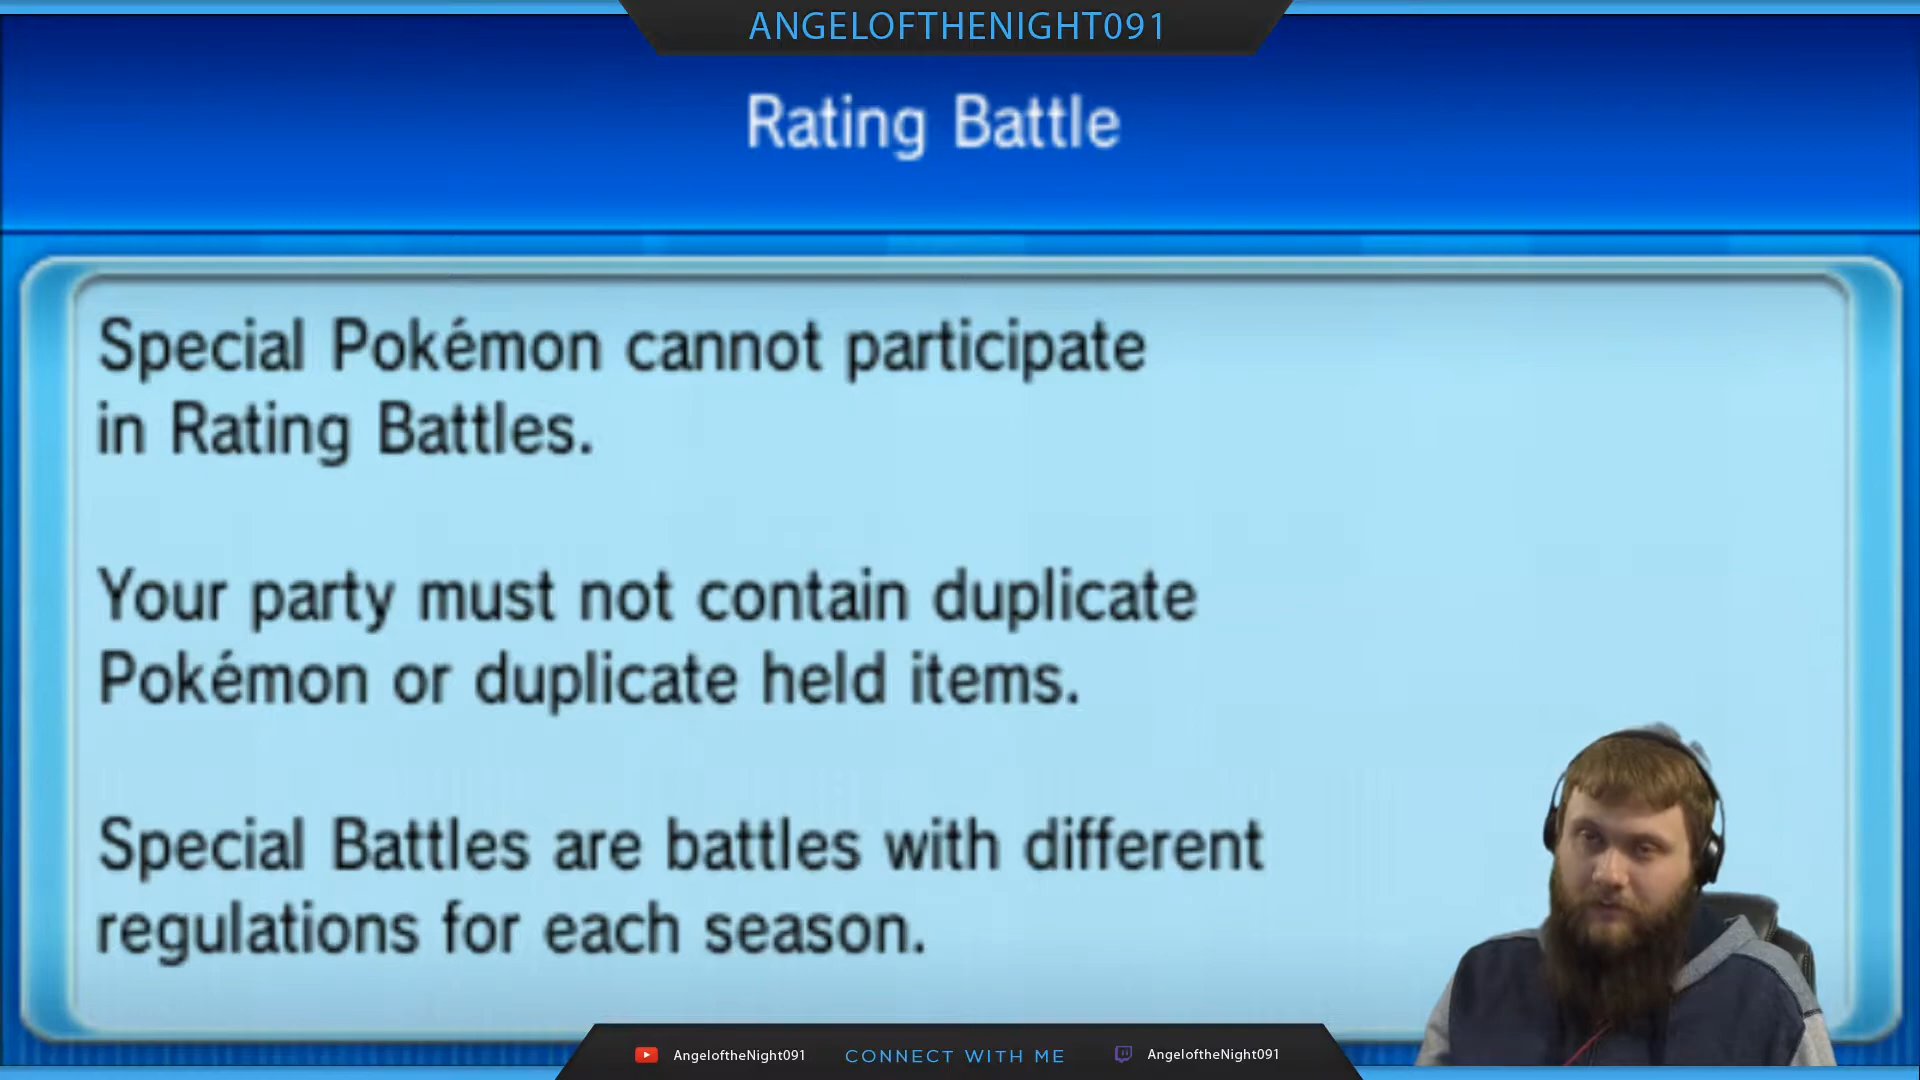 ANGELOFTHENIGHT091
Rating Battle
Special Pokémon cannot participate
in Rating Battles.
Your party must not contain duplicate
Pokémon or duplicate held items.
Special Battles are battles with different
regulations for each season.
AngeloftheNight091 CONNECT WITH ME AngeloftheNight091